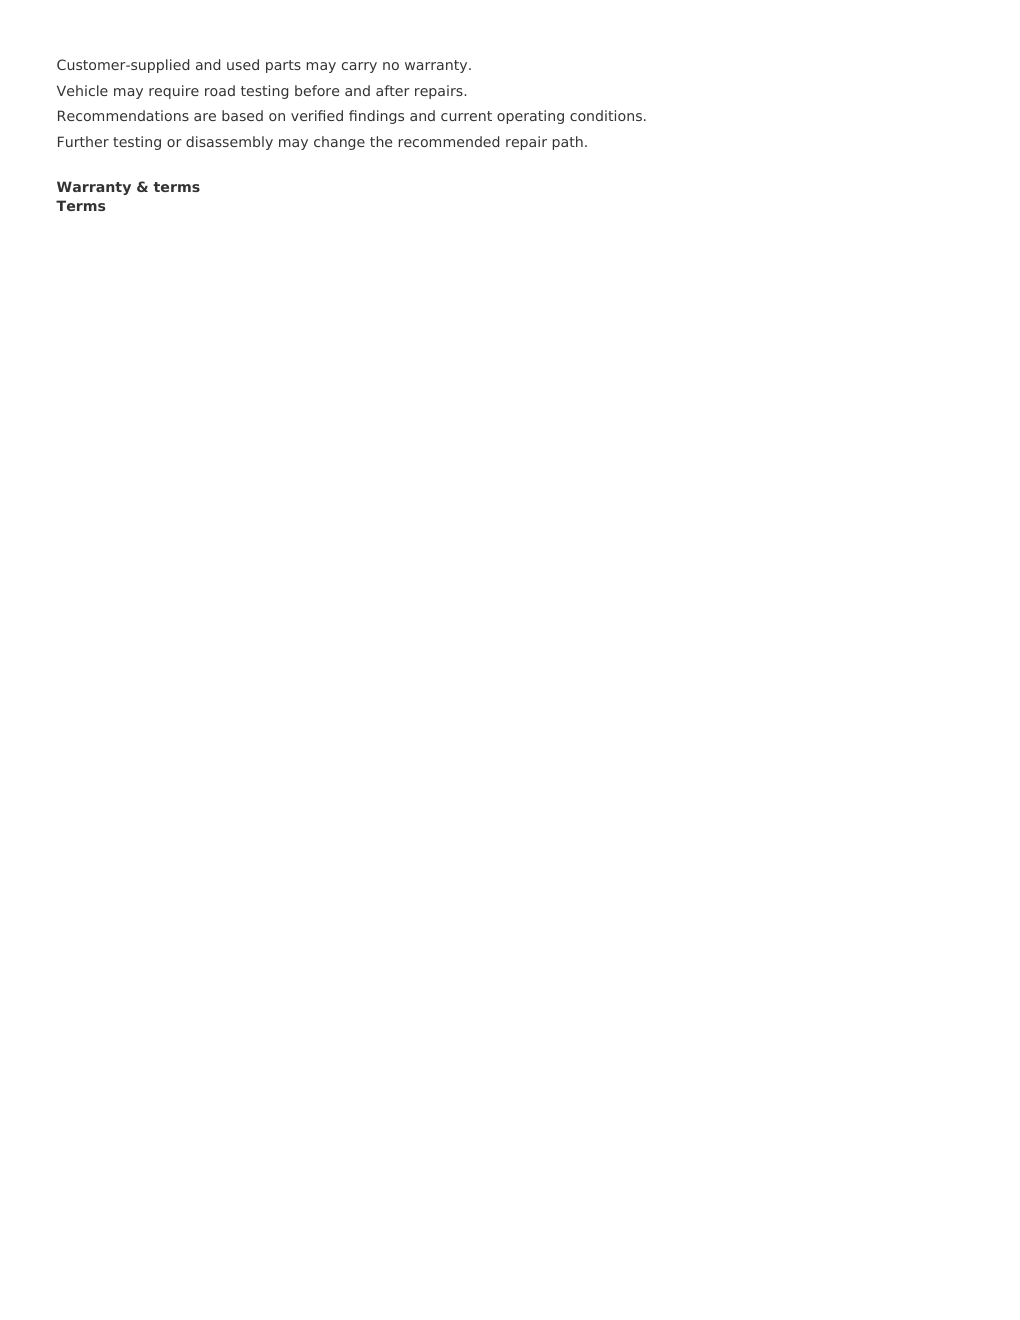 Customer-supplied and used parts may carry no warranty.
Vehicle may require road testing before and after repairs.
Recommendations are based on verified findings and current operating conditions.
Further testing or disassembly may change the recommended repair path.
Warranty & terms
Terms